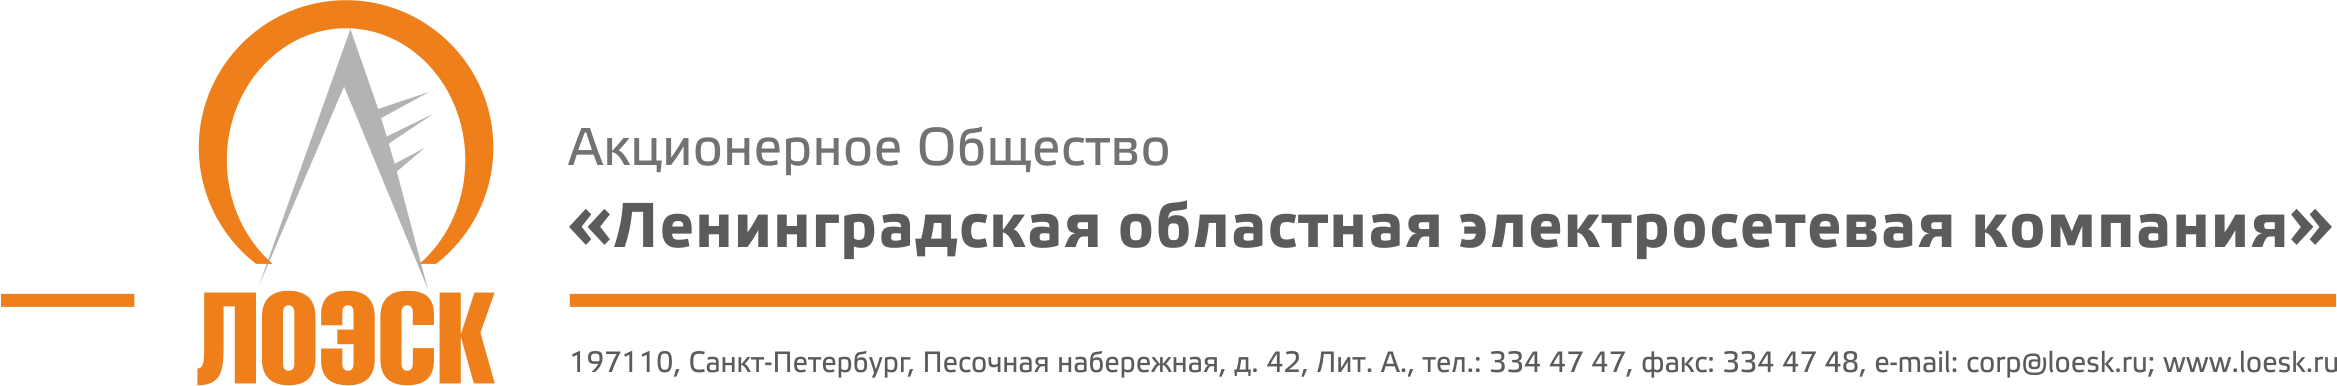 Акционерное Общество
«Ленинградская областная электросетевая компания»
ЛОЭСК
197110, Санкт-Петербург, Песочная набережная, д. 42, Лит. А., тел.: 334 47 47, факс: 334 47 48, e-mail: corp@loesk.ru; www.loesk.ru